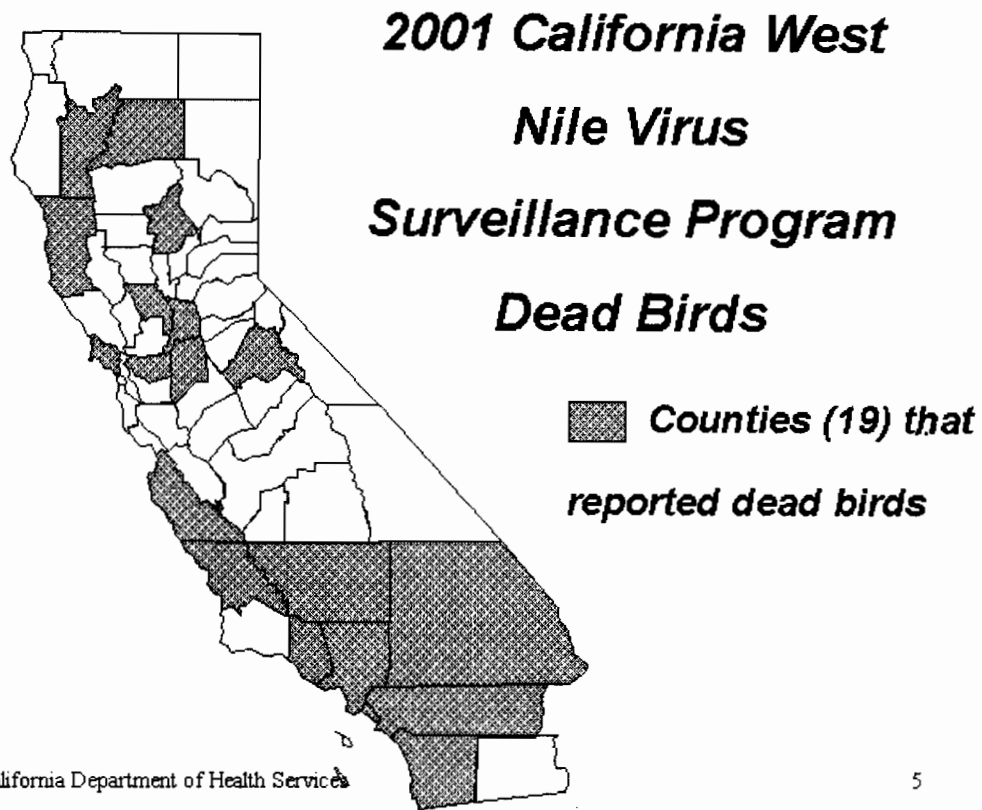 2001 California West
Nile Virus
Surveillance Program
Dead Birds
Counties (19) that
reported dead birds
lifornia Department of Health Services
5